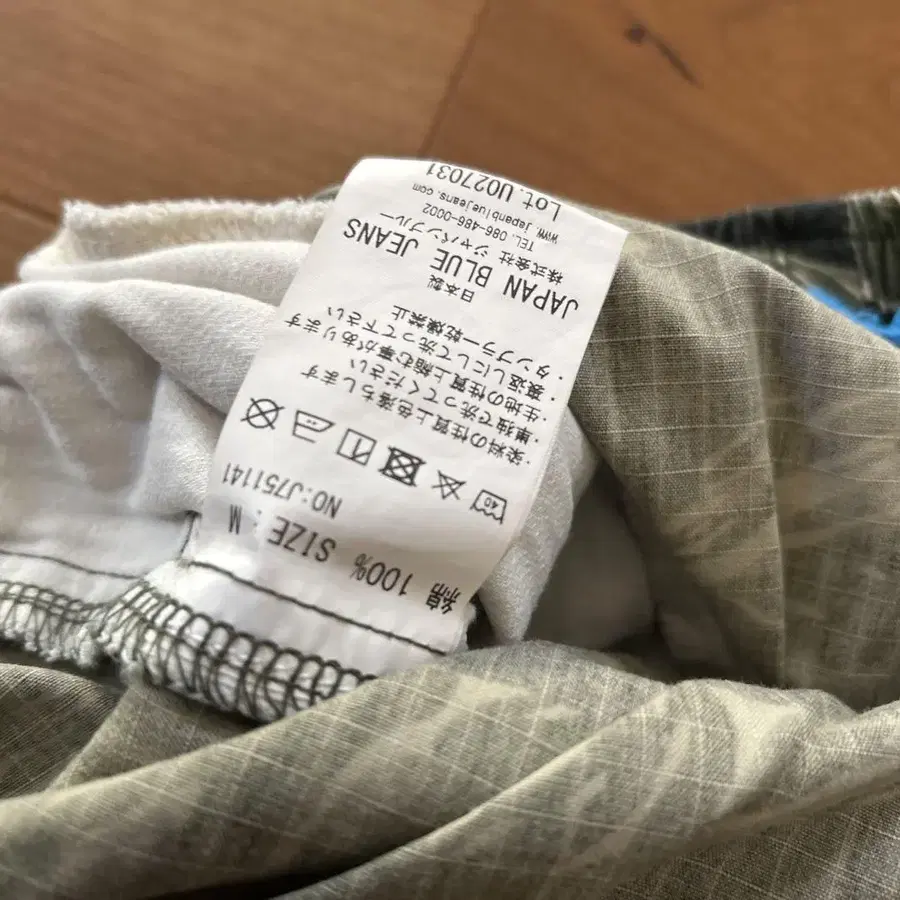 綿 100% SIZE : M
NO:J751141
40
・染料の性質上色落ちします
・単独で洗ってください
・生地の性質上縮む事があります
・裏返しにして洗って下さい
・タンブラー乾燥禁止
日本製
JAPAN BLUE JEANS
株式会社 ジャパンブルー
TEL. 086-486-0002
www.japanbluejeans.com
Lot.U027031